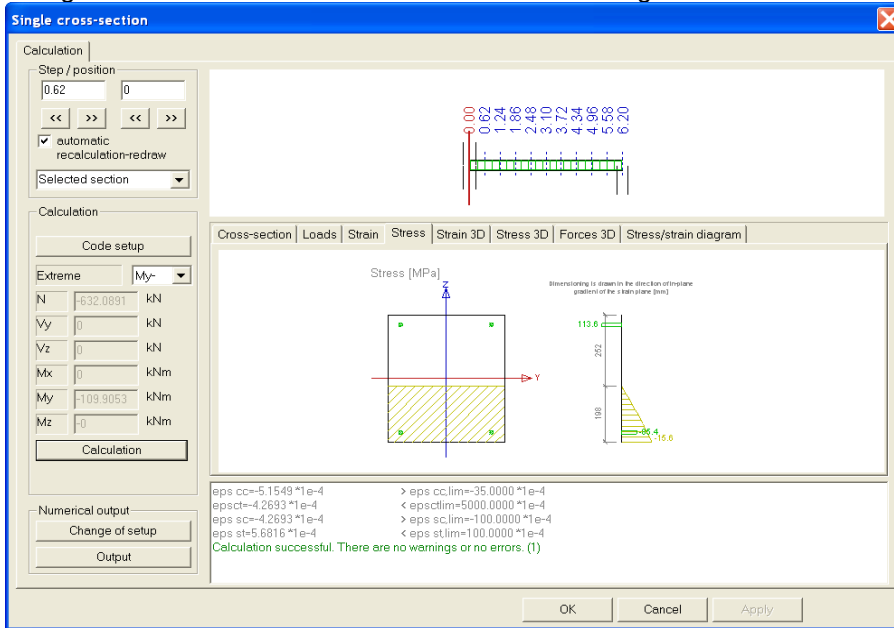 Single cross-section
Calculation
Step / position
0.62 0
<< >> << >>
automatic
recalculation-redraw
Selected section
Calculation
Code setup
Extreme My-
N -632.0891 kN
Vy 0 kN
Vz 0 kN
Mx 0 kNm
My -109.9053 kNm
Mz -0 kNm
Calculation
Numerical output
Change of setup
Output
0.00 0.62 1.24 1.86 2.48 3.10 3.72 4.34 4.96 5.58 6.20
Cross-section Loads Strain Stress Strain 3D Stress 3D Forces 3D Stress/strain diagram
Stress [MPa]
Z
Y
Dimensioning is drawn in the direction of in-plane
gradient of the strain plane [mm]
113.6
252
198
-85.4
-15.6
eps cc=-5.1549 *1e-4 > eps cc,lim=-35.0000 *1e-4
epsct=-4.2693 *1e-4 < epsctlim=5000.0000 *1e-4
eps sc=-4.2693 *1e-4 > eps sc,lim=-100.0000 *1e-4
eps st=5.6816 *1e-4 < eps st,lim=100.0000 *1e-4
Calculation successful. There are no warnings or no errors. (1)
OK Cancel Apply